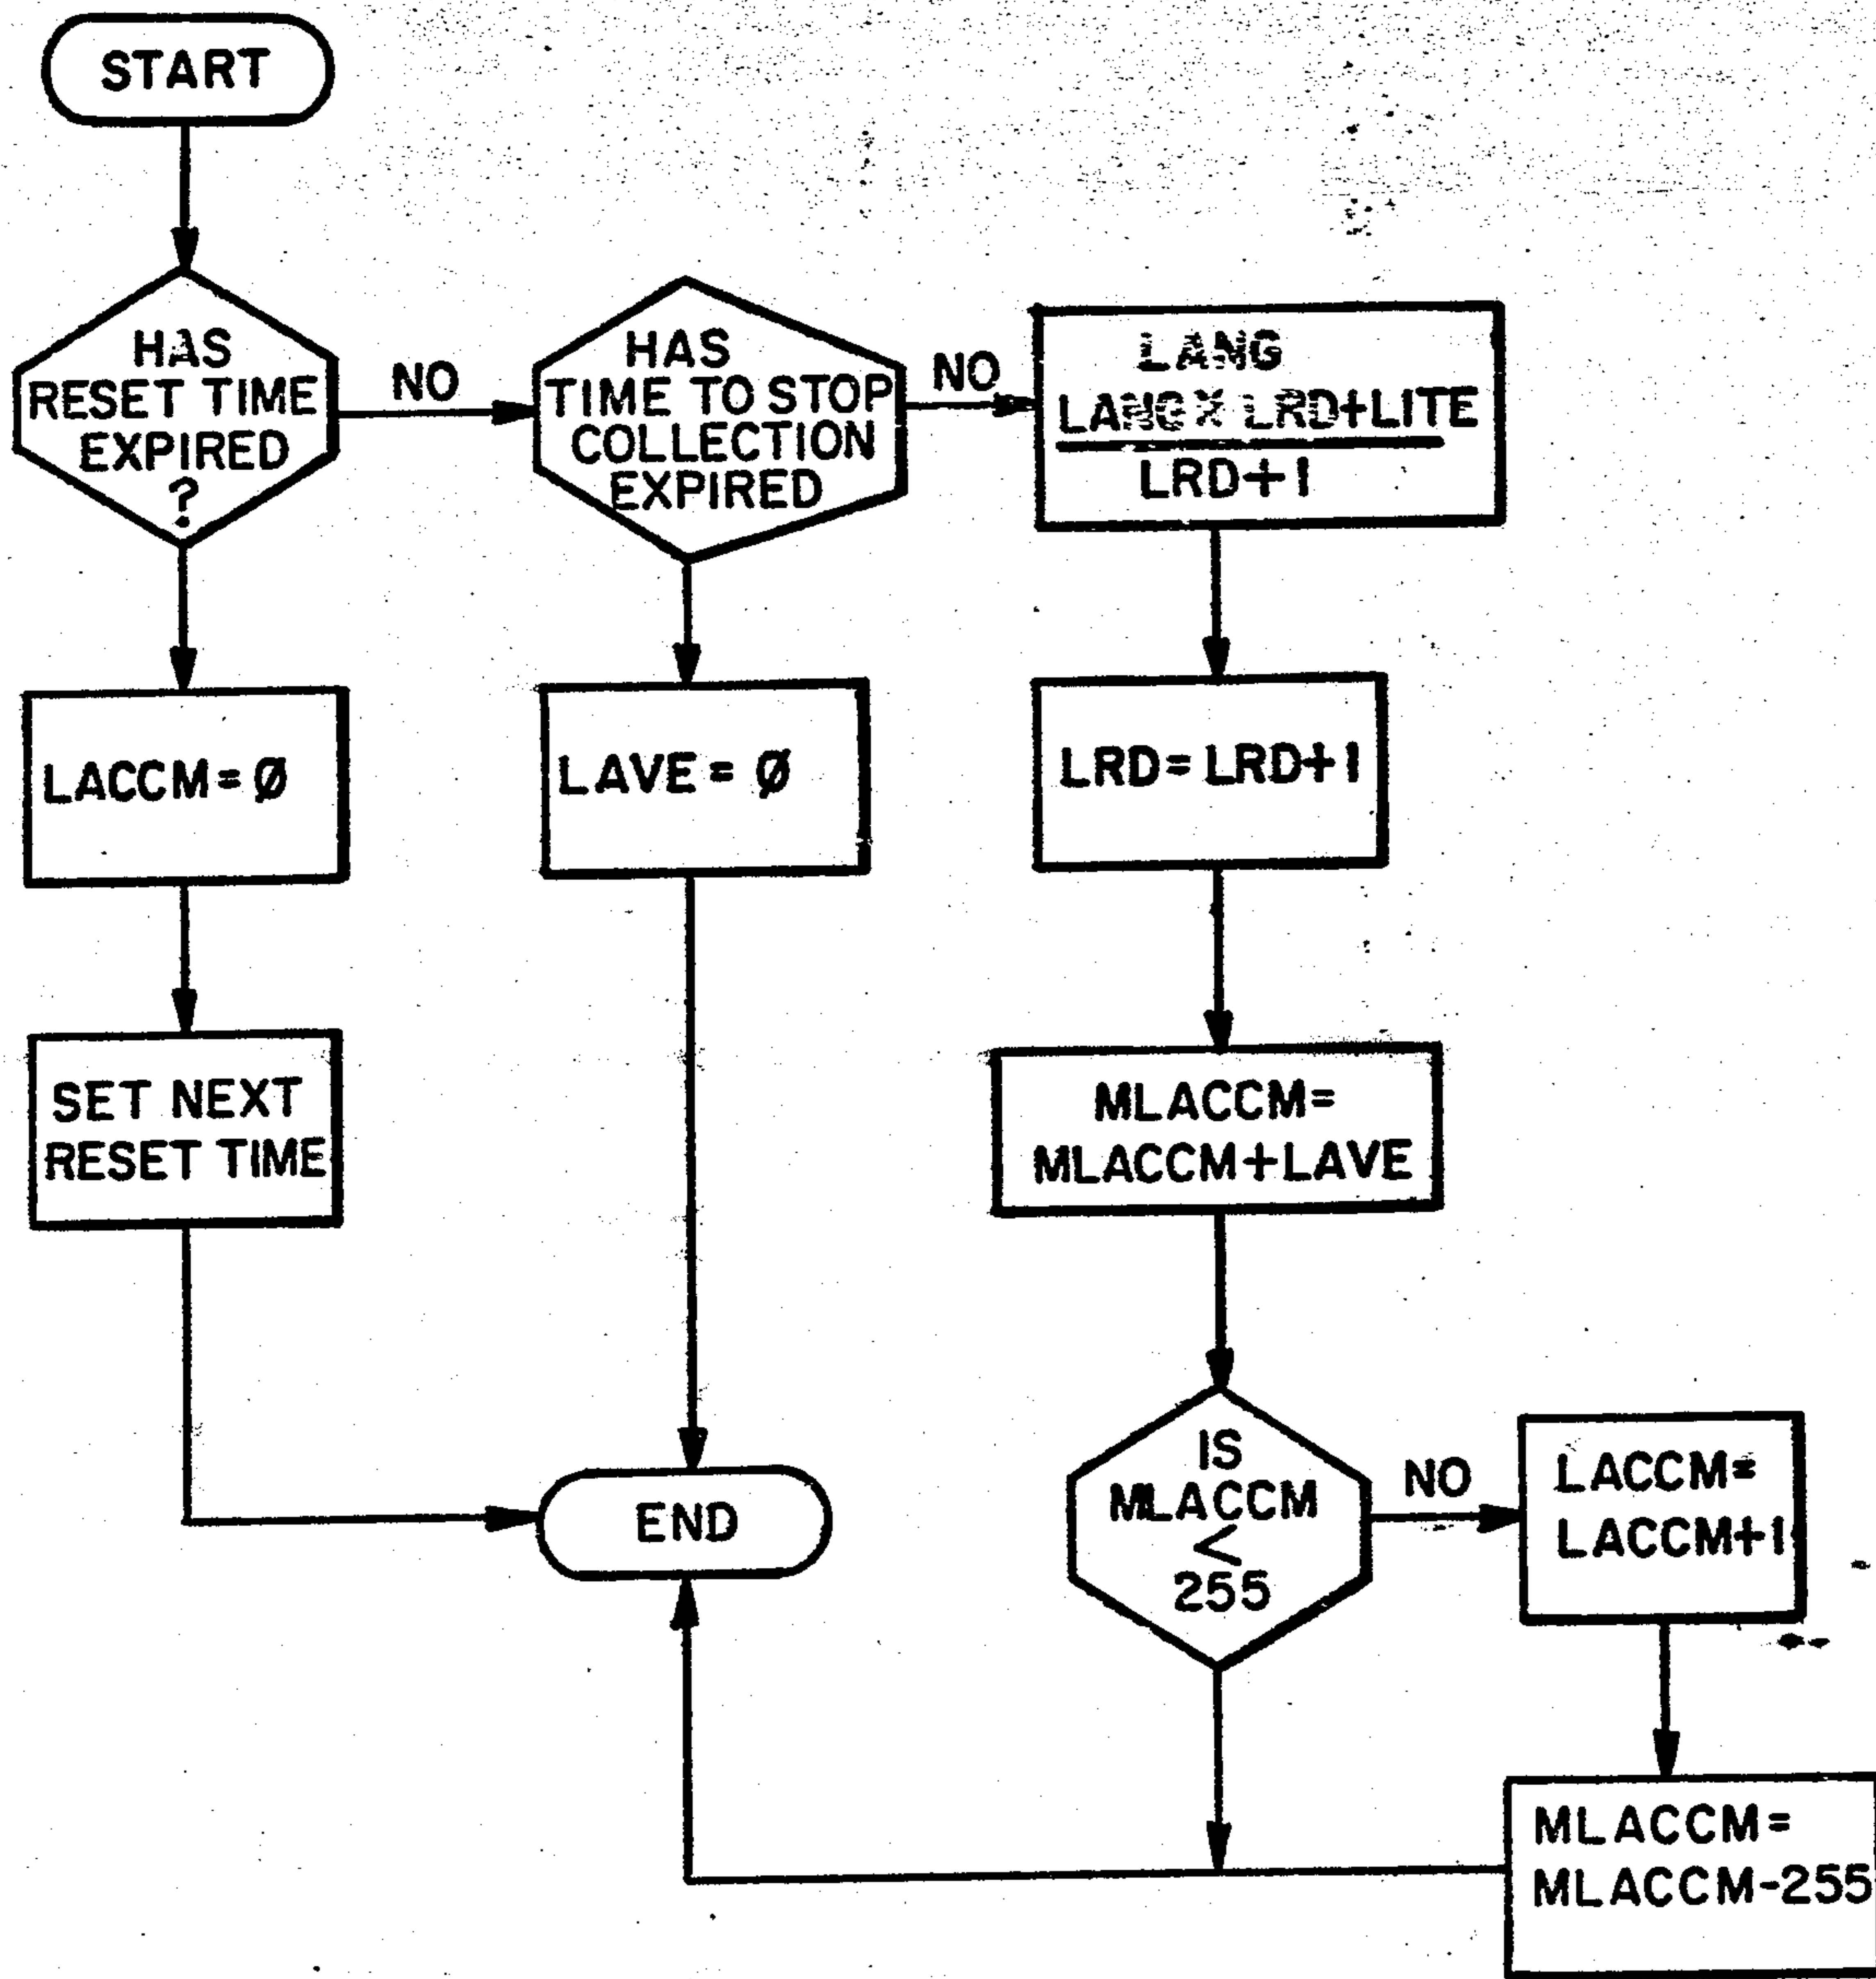 START
HAS
RESET TIME
EXPIRED
?
NO
HAS
TIME TO STOP
COLLECTION
EXPIRED
NO
LANG
LANG X LRD+LITE
LRD+1
LACCM=Ø
LAVE=Ø
LRD=LRD+1
SET NEXT
RESET TIME
MLACCM=
MLACCM+LAVE
IS
MLACCM
<
255
NO
LACCM=
LACCM+1
END
MLACCM=
MLACCM-255